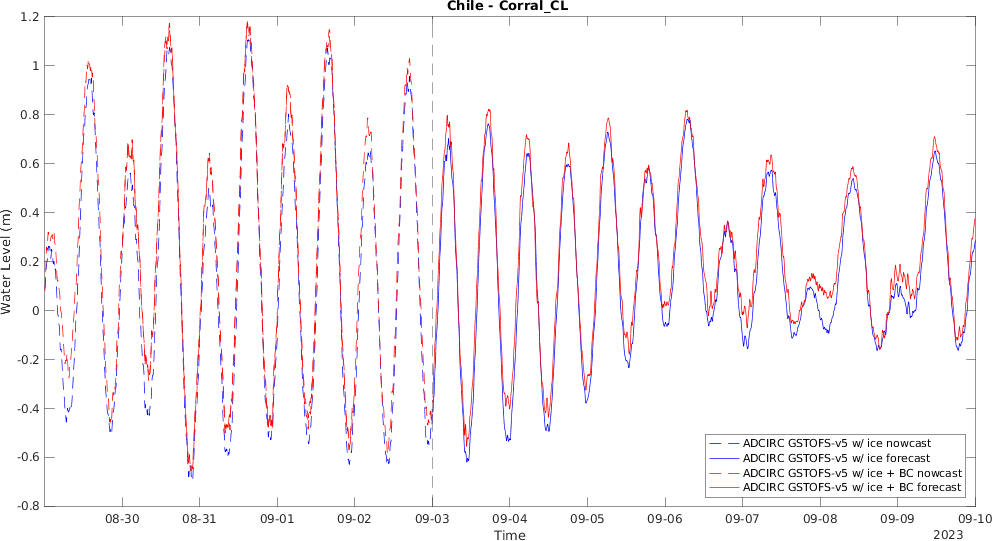 Chile - Corral_CL
1.2
1
0.8
0.6
0.4
0.2
0
-0.2
-0.4
-0.6
-0.8
Water Level (m)
ADCIRC GSTOFS-v5 w/ ice nowcast
ADCIRC GSTOFS-v5 w/ ice forecast
ADCIRC GSTOFS-v5 w/ ice + BC nowcast
ADCIRC GSTOFS-v5 w/ ice + BC forecast
08-30 08-31 09-01 09-02 09-03 09-04 09-05 09-06 09-07 09-08 09-09 09-10
Time
2023